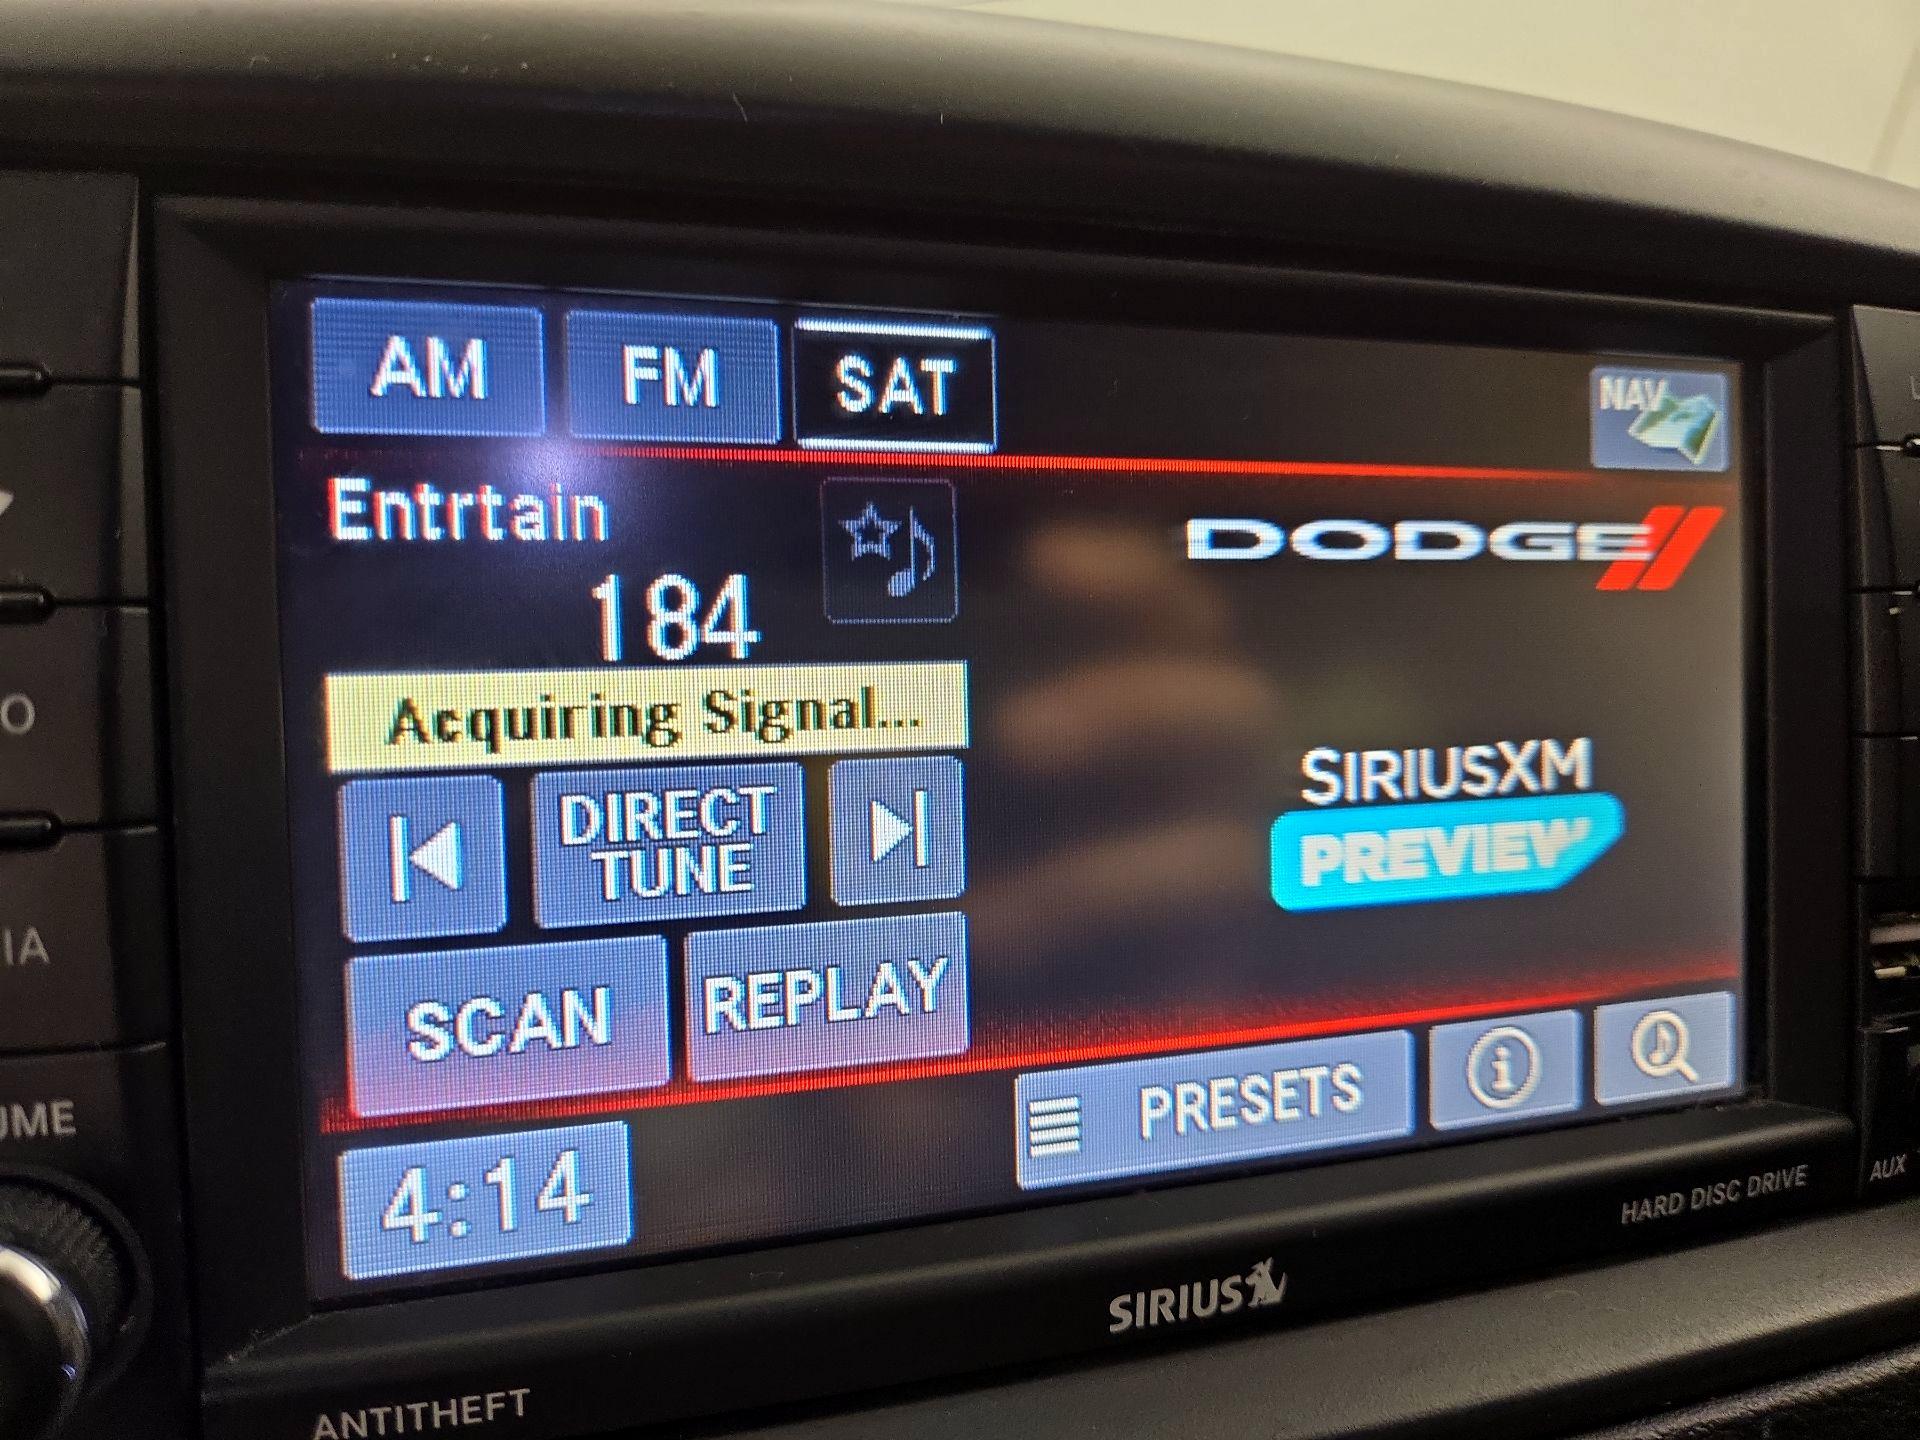 AM FM SAT
NAV
Entrtain
DODGE
184
Acquiring Signal...
SIRIUSXM
PREVIEW
DIRECT
TUNE
SCAN
REPLAY
PRESETS
i
4:14
HARD DISC DRIVE
AUX
SIRIUS
ANTITHEFT